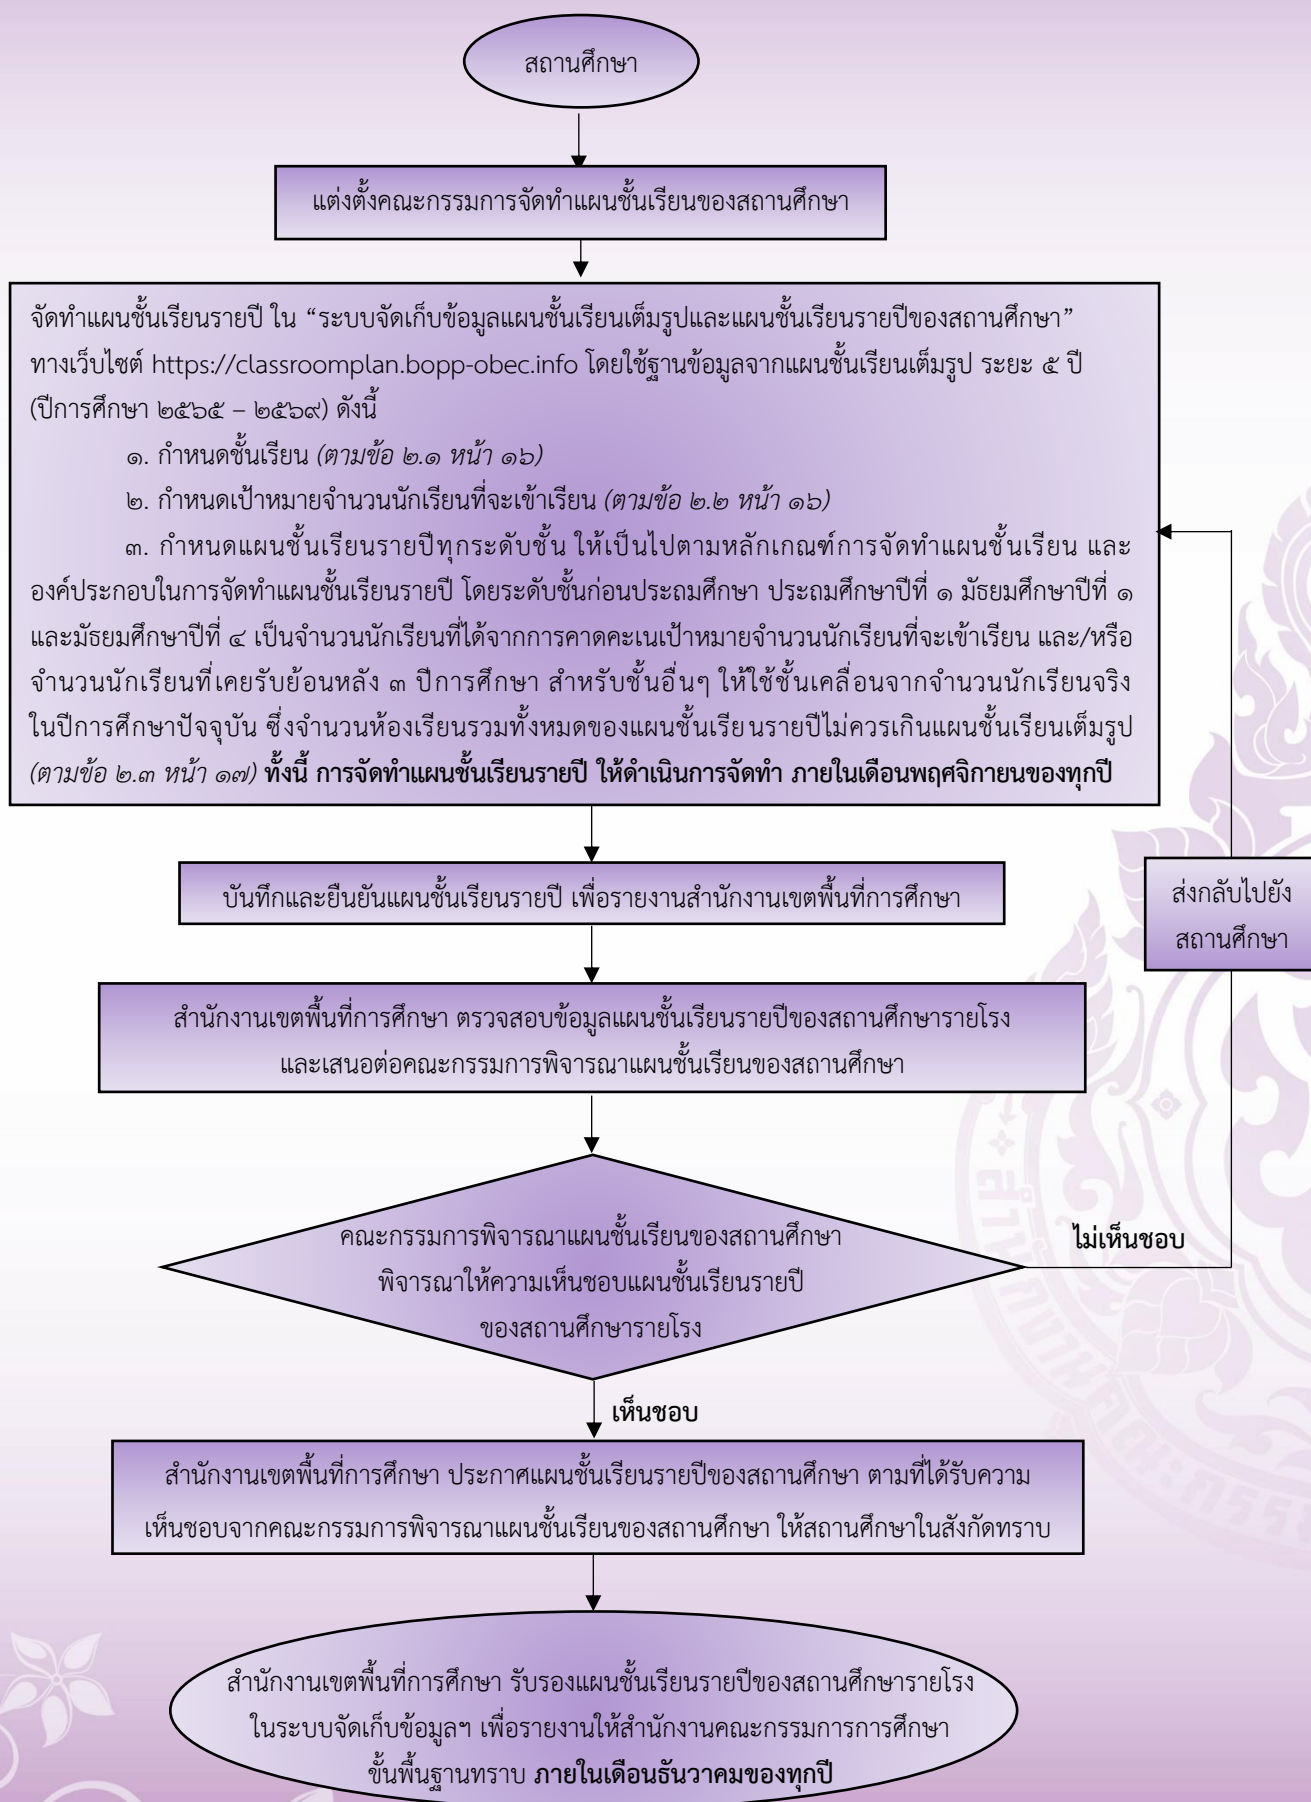 สถานศึกษา
แต่งตั้งคณะกรรมการจัดทำแผนชั้นเรียนของสถานศึกษา
จัดทำแผนชั้นเรียนรายปี ใน “ระบบจัดเก็บข้อมูลแผนชั้นเรียนเต็มรูปและแผนชั้นเรียนรายปีของสถานศึกษา”
ทางเว็บไซต์ https://classroomplan.bopp-obec.info โดยใช้ฐานข้อมูลจากแผนชั้นเรียนเต็มรูป ระยะ ๕ ปี
(ปีการศึกษา ๒๕๖๕ – ๒๕๖๙) ดังนี้
๑. กำหนดชั้นเรียน (ตามข้อ ๒.๑ หน้า ๑๖)
๒. กำหนดเป้าหมายจำนวนนักเรียนที่จะเข้าเรียน (ตามข้อ ๒.๒ หน้า ๑๖)
๓. กำหนดแผนชั้นเรียนรายปีทุกระดับชั้น ให้เป็นไปตามหลักเกณฑ์การจัดทำแผนชั้นเรียน และ
องค์ประกอบในการจัดทำแผนชั้นเรียนรายปี โดยระดับชั้นก่อนประถมศึกษา ประถมศึกษาปีที่ ๑ มัธยมศึกษาปีที่ ๑
และมัธยมศึกษาปีที่ ๔ เป็นจำนวนนักเรียนที่ได้จากการคาดคะเนเป้าหมายจำนวนนักเรียนที่จะเข้าเรียน และ/หรือ
จำนวนนักเรียนที่เคยรับย้อนหลัง ๓ ปีการศึกษา สำหรับชั้นอื่นๆ ให้ใช้ชั้นเคลื่อนจากจำนวนนักเรียนจริง
ในปีการศึกษาปัจจุบัน ซึ่งจำนวนห้องเรียนรวมทั้งหมดของแผนชั้นเรียนรายปีไม่ควรเกินแผนชั้นเรียนเต็มรูป
(ตามข้อ ๒.๓ หน้า ๑๗) ทั้งนี้ การจัดทำแผนชั้นเรียนรายปี ให้ดำเนินการจัดทำ ภายในเดือนพฤศจิกายนของทุกปี
บันทึกและยืนยันแผนชั้นเรียนรายปี เพื่อรายงานสำนักงานเขตพื้นที่การศึกษา
ส่งกลับไปยัง
สถานศึกษา
สำนักงานเขตพื้นที่การศึกษา ตรวจสอบข้อมูลแผนชั้นเรียนรายปีของสถานศึกษารายโรง
และเสนอต่อคณะกรรมการพิจารณาแผนชั้นเรียนของสถานศึกษา
คณะกรรมการพิจารณาแผนชั้นเรียนของสถานศึกษา
พิจารณาให้ความเห็นชอบแผนชั้นเรียนรายปี
ของสถานศึกษารายโรง
ไม่เห็นชอบ
เห็นชอบ
สำนักงานเขตพื้นที่การศึกษา ประกาศแผนชั้นเรียนรายปีของสถานศึกษา ตามที่ได้รับความ
เห็นชอบจากคณะกรรมการพิจารณาแผนชั้นเรียนของสถานศึกษา ให้สถานศึกษาในสังกัดทราบ
สำนักงานเขตพื้นที่การศึกษา รับรองแผนชั้นเรียนรายปีของสถานศึกษารายโรง
ในระบบจัดเก็บข้อมูลฯ เพื่อรายงานให้สำนักงานคณะกรรมการการศึกษา
ขั้นพื้นฐานทราบ ภายในเดือนธันวาคมของทุกปี